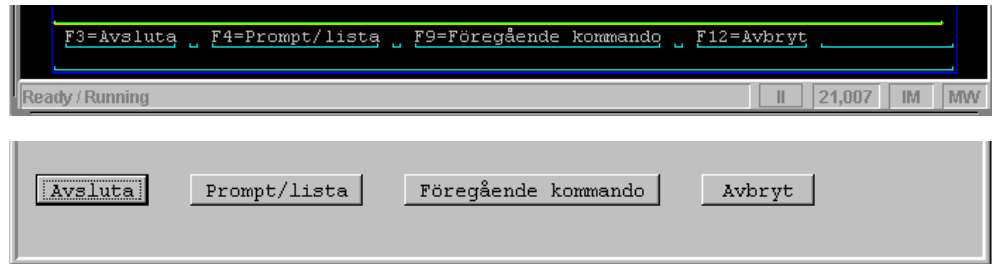 F3=Avsluta F4=Prompt/lista F9=Föregående kommando F12=Avbryt
Ready / Running II 21,007 IM MW
Avsluta Prompt/lista Föregående kommando Avbryt